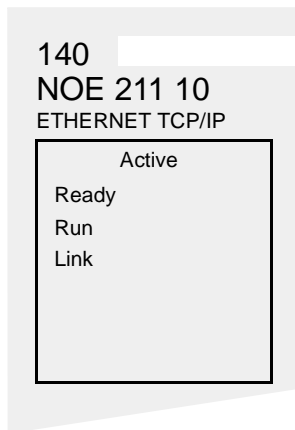 140
NOE 211 10
ETHERNET TCP/IP
Active
Ready
Run
Link